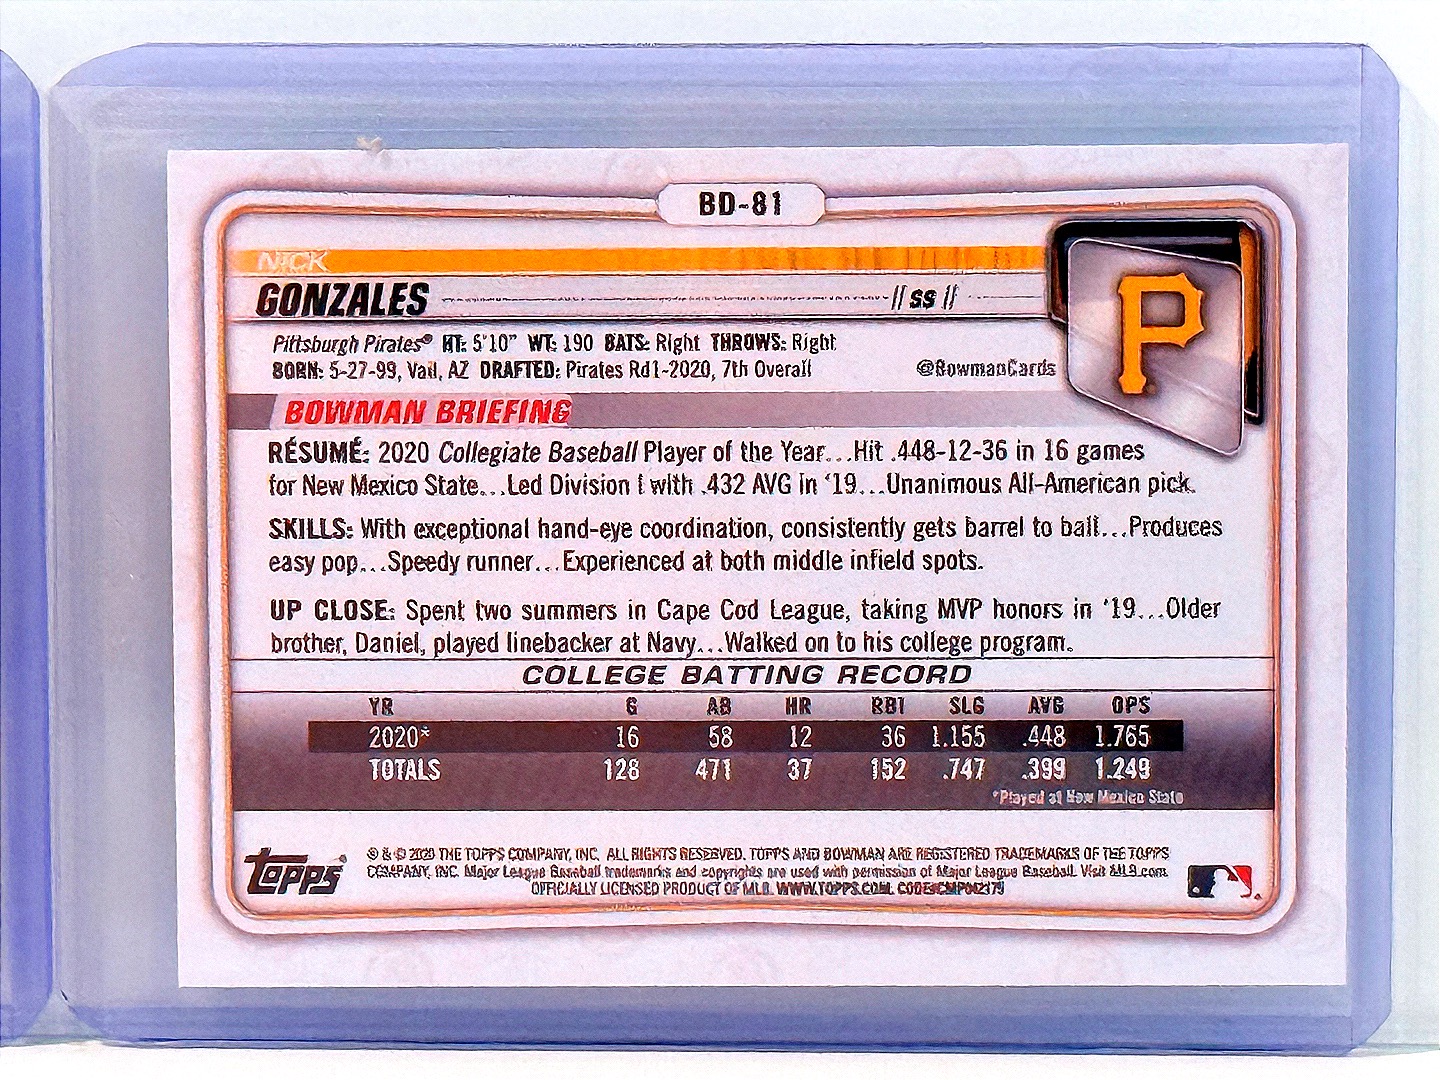 BD-81
NICK
GONZALES // SS //
Pittsburgh Pirates® HT: 5'10" WT: 190 BATS: Right THROWS: Right
BORN: 5-27-99, Vail, AZ DRAFTED: Pirates Rd1-2020, 7th Overall @BowmanCards
P
BOWMAN BRIEFING
RÉSUMÉ: 2020 Collegiate Baseball Player of the Year...Hit .448-12-36 in 16 games
for New Mexico State...Led Division I with .432 AVG in '19...Unanimous All-American pick.
SKILLS: With exceptional hand-eye coordination, consistently gets barrel to ball...Produces
easy pop...Speedy runner...Experienced at both middle infield spots.
UP CLOSE: Spent two summers in Cape Cod League, taking MVP honors in '19...Older
brother, Daniel, played linebacker at Navy...Walked on to his college program.
COLLEGE BATTING RECORD
YR G AB HR RBI SLG AVG OPS
2020* 16 58 12 36 1.155 .448 1.765
TOTALS 128 471 37 152 .747 .399 1.249
*Played at New Mexico State
Topps
® & © 2020 THE TOPPS COMPANY, INC. ALL RIGHTS RESERVED. TOPPS AND BOWMAN ARE REGISTERED TRADEMARKS OF THE TOPPS
COMPANY, INC. Major League Baseball trademarks and copyrights are used with permission of Major League Baseball. Visit MLB.com.
OFFICIALLY LICENSED PRODUCT OF MLB. WWW.TOPPS.COM. CODE#CMP042179